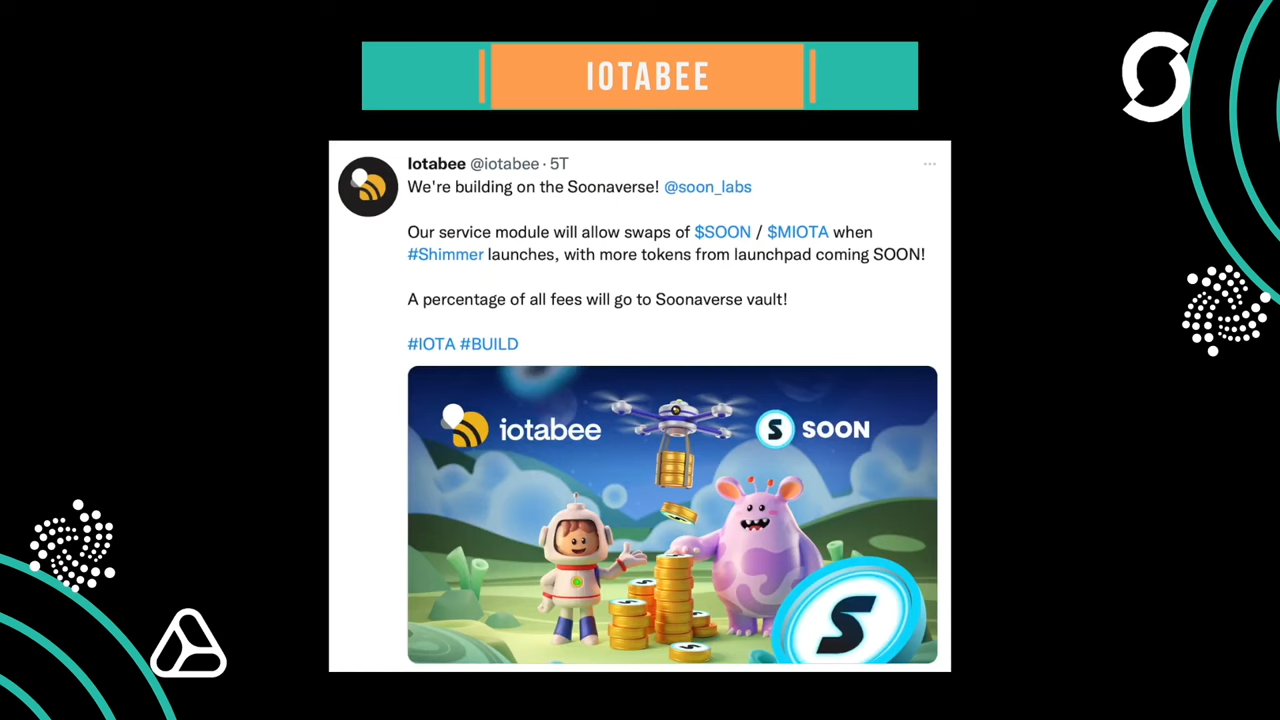 IOTABEE
Iotabee @iotabee · 5T
We're building on the Soonaverse! @soon_labs
Our service module will allow swaps of $SOON / $MIOTA when
#Shimmer launches, with more tokens from launchpad coming SOON!
A percentage of all fees will go to Soonaverse vault!
#IOTA #BUILD
iotabee
S SOON
S